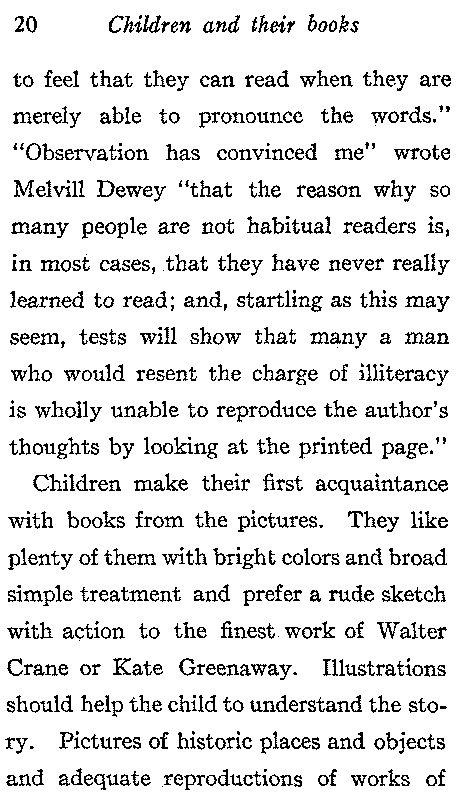 20 Children and their books
to feel that they can read when they are
merely able to pronounce the words."
"Observation has convinced me" wrote
Melvill Dewey "that the reason why so
many people are not habitual readers is,
in most cases, that they have never really
learned to read; and, startling as this may
seem, tests will show that many a man
who would resent the charge of illiteracy
is wholly unable to reproduce the author's
thoughts by looking at the printed page."
Children make their first acquaintance
with books from the pictures. They like
plenty of them with bright colors and broad
simple treatment and prefer a rude sketch
with action to the finest work of Walter
Crane or Kate Greenaway. Illustrations
should help the child to understand the sto-
ry. Pictures of historic places and objects
and adequate reproductions of works of